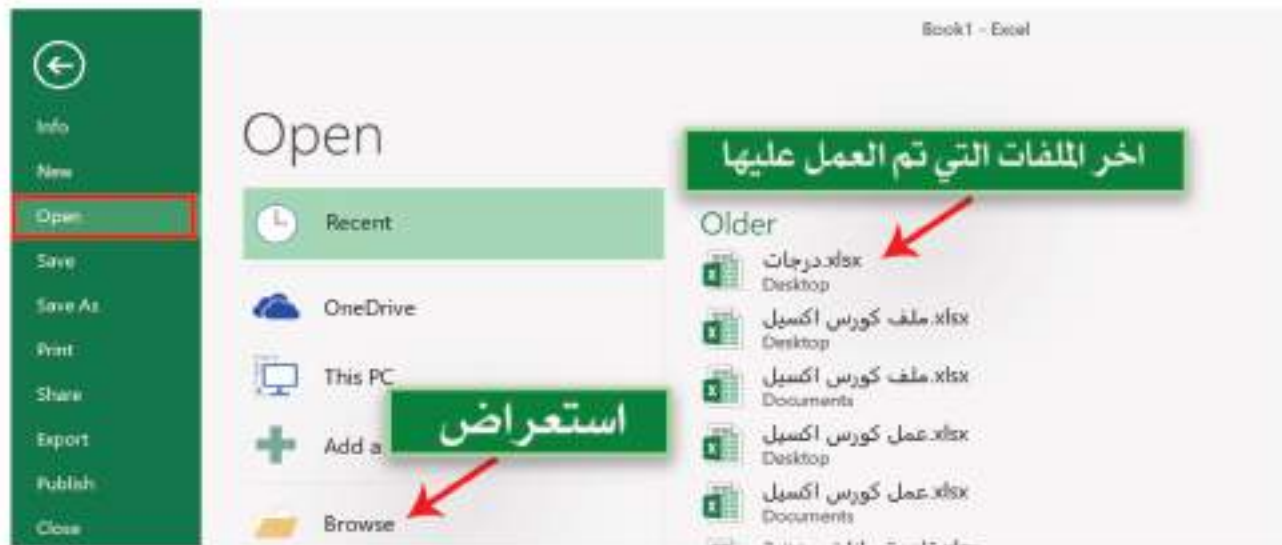 Book1 - Excel
Info
New
Open
Save
Save As
Print
Share
Export
Publish
Close
Open
Recent
OneDrive
This PC
Add a
استعراض
Browse
اخر الملفات التي تم العمل عليها
Older
درجات.xlsx
Desktop
ملف كورس اكسيل.xlsx
Desktop
ملف كورس اكسيل.xlsx
Documents
عمل كورس اكسيل.xlsx
Desktop
عمل كورس اكسيل.xlsx
Documents